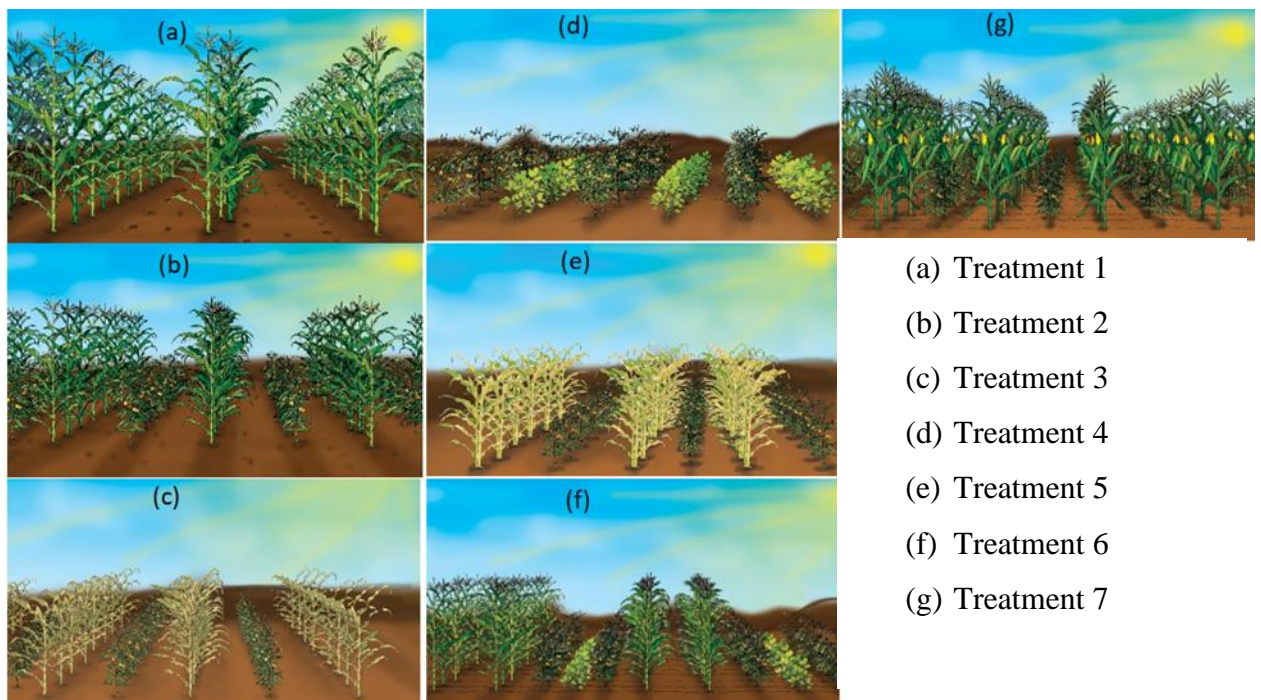 (a)
(d)
(g)
(b)
(e)
(c)
(f)
(a) Treatment 1
(b) Treatment 2
(c) Treatment 3
(d) Treatment 4
(e) Treatment 5
(f) Treatment 6
(g) Treatment 7